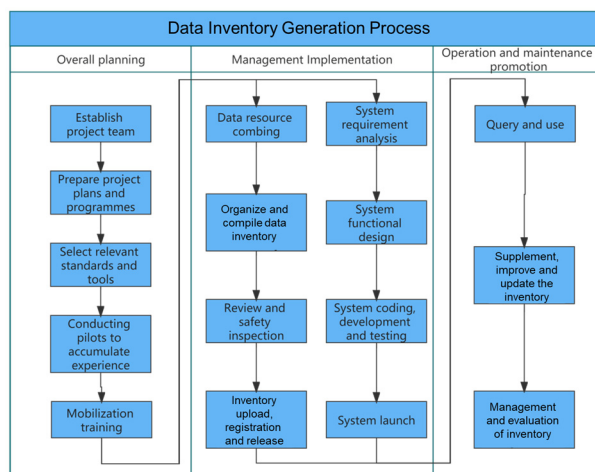 Data Inventory Generation Process
Overall planning
Management Implementation
Operation and maintenance
promotion
Establish
project team
Prepare project
plans and
programmes
Select relevant
standards and
tools
Conducting
pilots to
accumulate
experience
Mobilization
training
Data resource
combing
Organize and
compile data
inventory
Review and
safety
inspection
Inventory
upload,
registration
and release
System
requirement
analysis
System
functional
design
System coding,
development
and testing
System launch
Query and use
Supplement,
improve and
update the
inventory
Management
and evaluation
of inventory